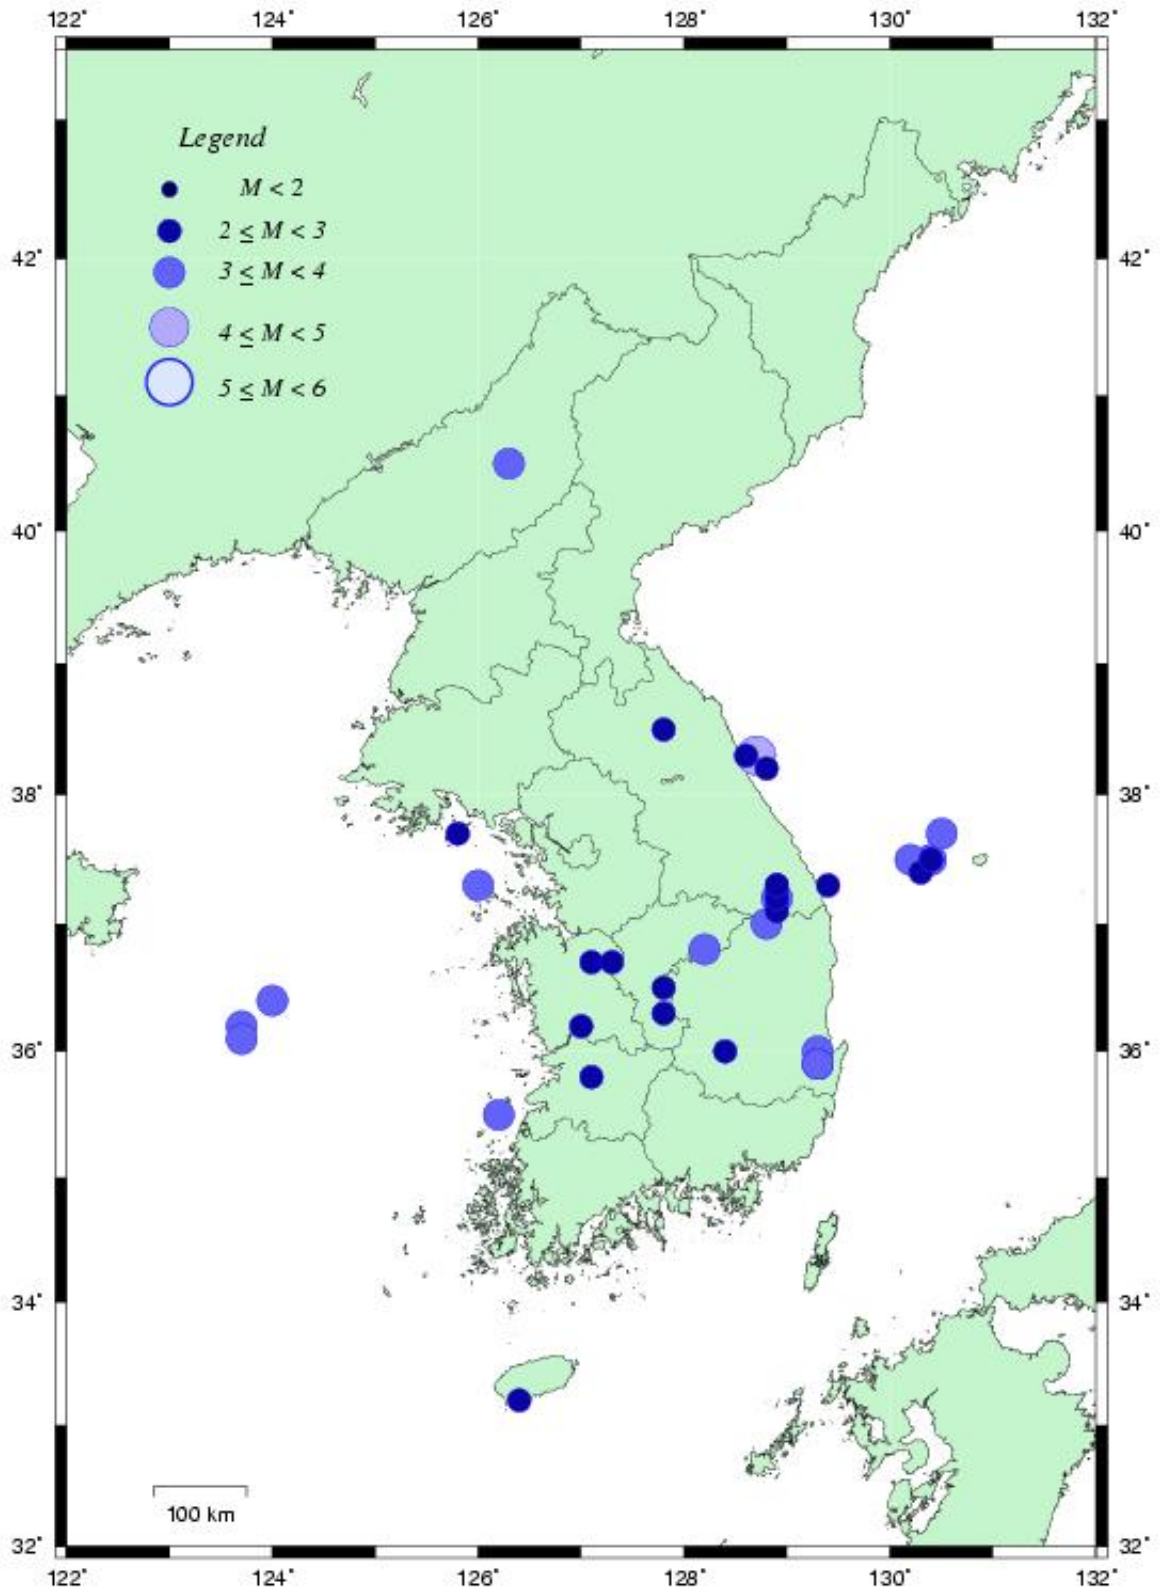 122° 124° 126° 128° 130° 132°
Legend
M < 2
2 ≤ M < 3
42° 42°
3 ≤ M < 4
4 ≤ M < 5
5 ≤ M < 6
40° 40°
38° 38°
36° 36°
34° 34°
100 km
32° 32°
122° 124° 126° 128° 130° 132°